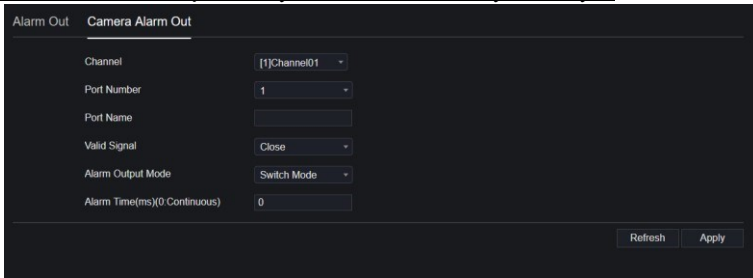 Alarm Out Camera Alarm Out
Channel [1]Channel01
Port Number 1
Port Name
Valid Signal Close
Alarm Output Mode Switch Mode
Alarm Time(ms)(0:Continuous) 0
Refresh Apply